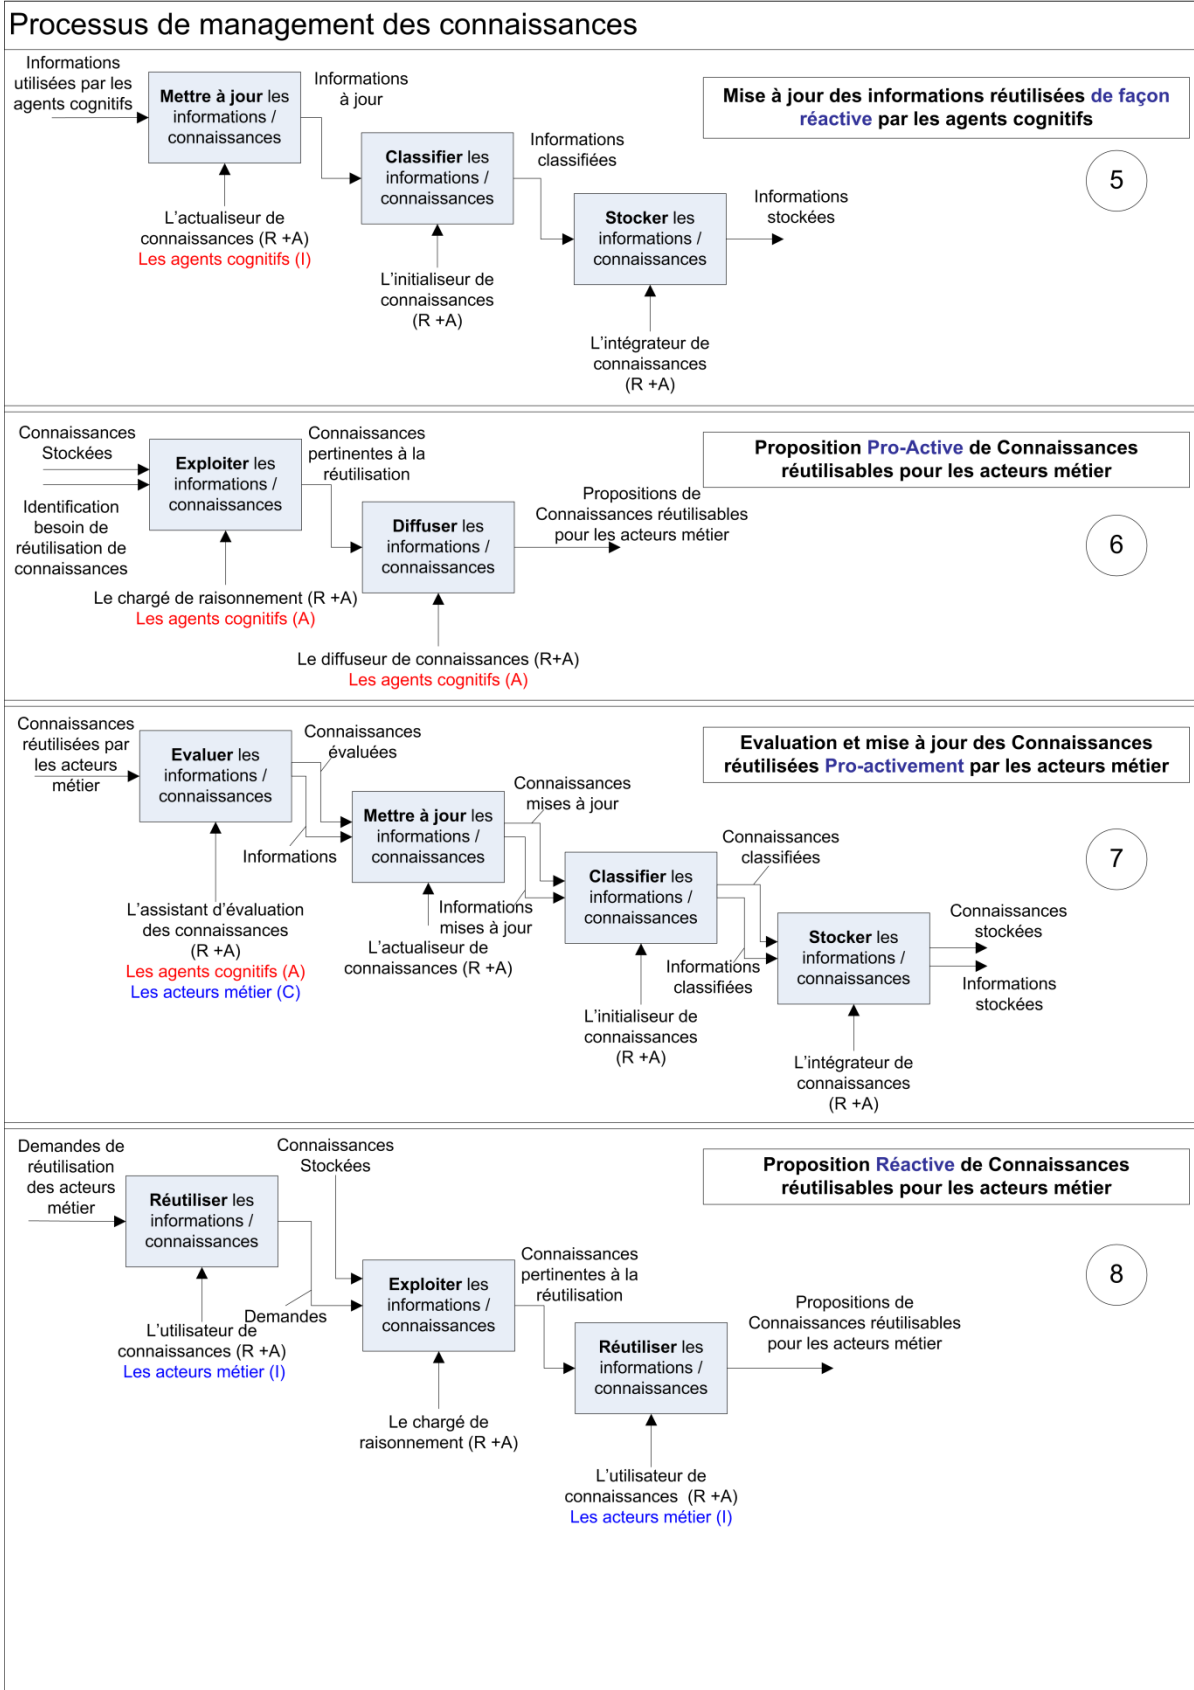 Processus de management des connaissances
Informations
utilisées par les
agents cognitifs
Mettre à jour les
informations /
connaissances
Informations
à jour
L'actualiseur de
connaissances (R +A)
Les agents cognitifs (I)
Classifier les
informations /
connaissances
Informations
classifiées
L'initialiseur de
connaissances
(R +A)
Stocker les
informations /
connaissances
Informations
stockées
L'intégrateur de
connaissances
(R +A)
Mise à jour des informations réutilisées de façon
réactive par les agents cognitifs
5
Connaissances
Stockées
Identification
besoin de
réutilisation de
connaissances
Exploiter les
informations /
connaissances
Connaissances
pertinentes à la
réutilisation
Le chargé de raisonnement (R +A)
Les agents cognitifs (A)
Diffuser les
informations /
connaissances
Propositions de
Connaissances réutilisables
pour les acteurs métier
Le diffuseur de connaissances (R+A)
Les agents cognitifs (A)
Proposition Pro-Active de Connaissances
réutilisables pour les acteurs métier
6
Connaissances
réutilisées par
les acteurs
métier
Evaluer les
informations /
connaissances
Connaissances
évaluées
Informations
L'assistant d'évaluation
des connaissances
(R +A)
Les agents cognitifs (A)
Les acteurs métier (C)
Mettre à jour les
informations /
connaissances
Connaissances
mises à jour
Informations
mises à jour
L'actualiseur de
connaissances (R +A)
Classifier les
informations /
connaissances
Connaissances
classifiées
Informations
classifiées
L'initialiseur de
connaissances
(R +A)
Stocker les
informations /
connaissances
Connaissances
stockées
Informations
stockées
L'intégrateur de
connaissances
(R +A)
Evaluation et mise à jour des Connaissances
réutilisées Pro-activement par les acteurs métier
7
Demandes de
réutilisation
des acteurs
métier
Réutiliser les
informations /
connaissances
Demandes
L'utilisateur de
connaissances (R +A)
Les acteurs métier (I)
Connaissances
Stockées
Exploiter les
informations /
connaissances
Connaissances
pertinentes à la
réutilisation
Le chargé de
raisonnement (R +A)
Réutiliser les
informations /
connaissances
Propositions de
Connaissances réutilisables
pour les acteurs métier
L'utilisateur de
connaissances (R +A)
Les acteurs métier (I)
Proposition Réactive de Connaissances
réutilisables pour les acteurs métier
8